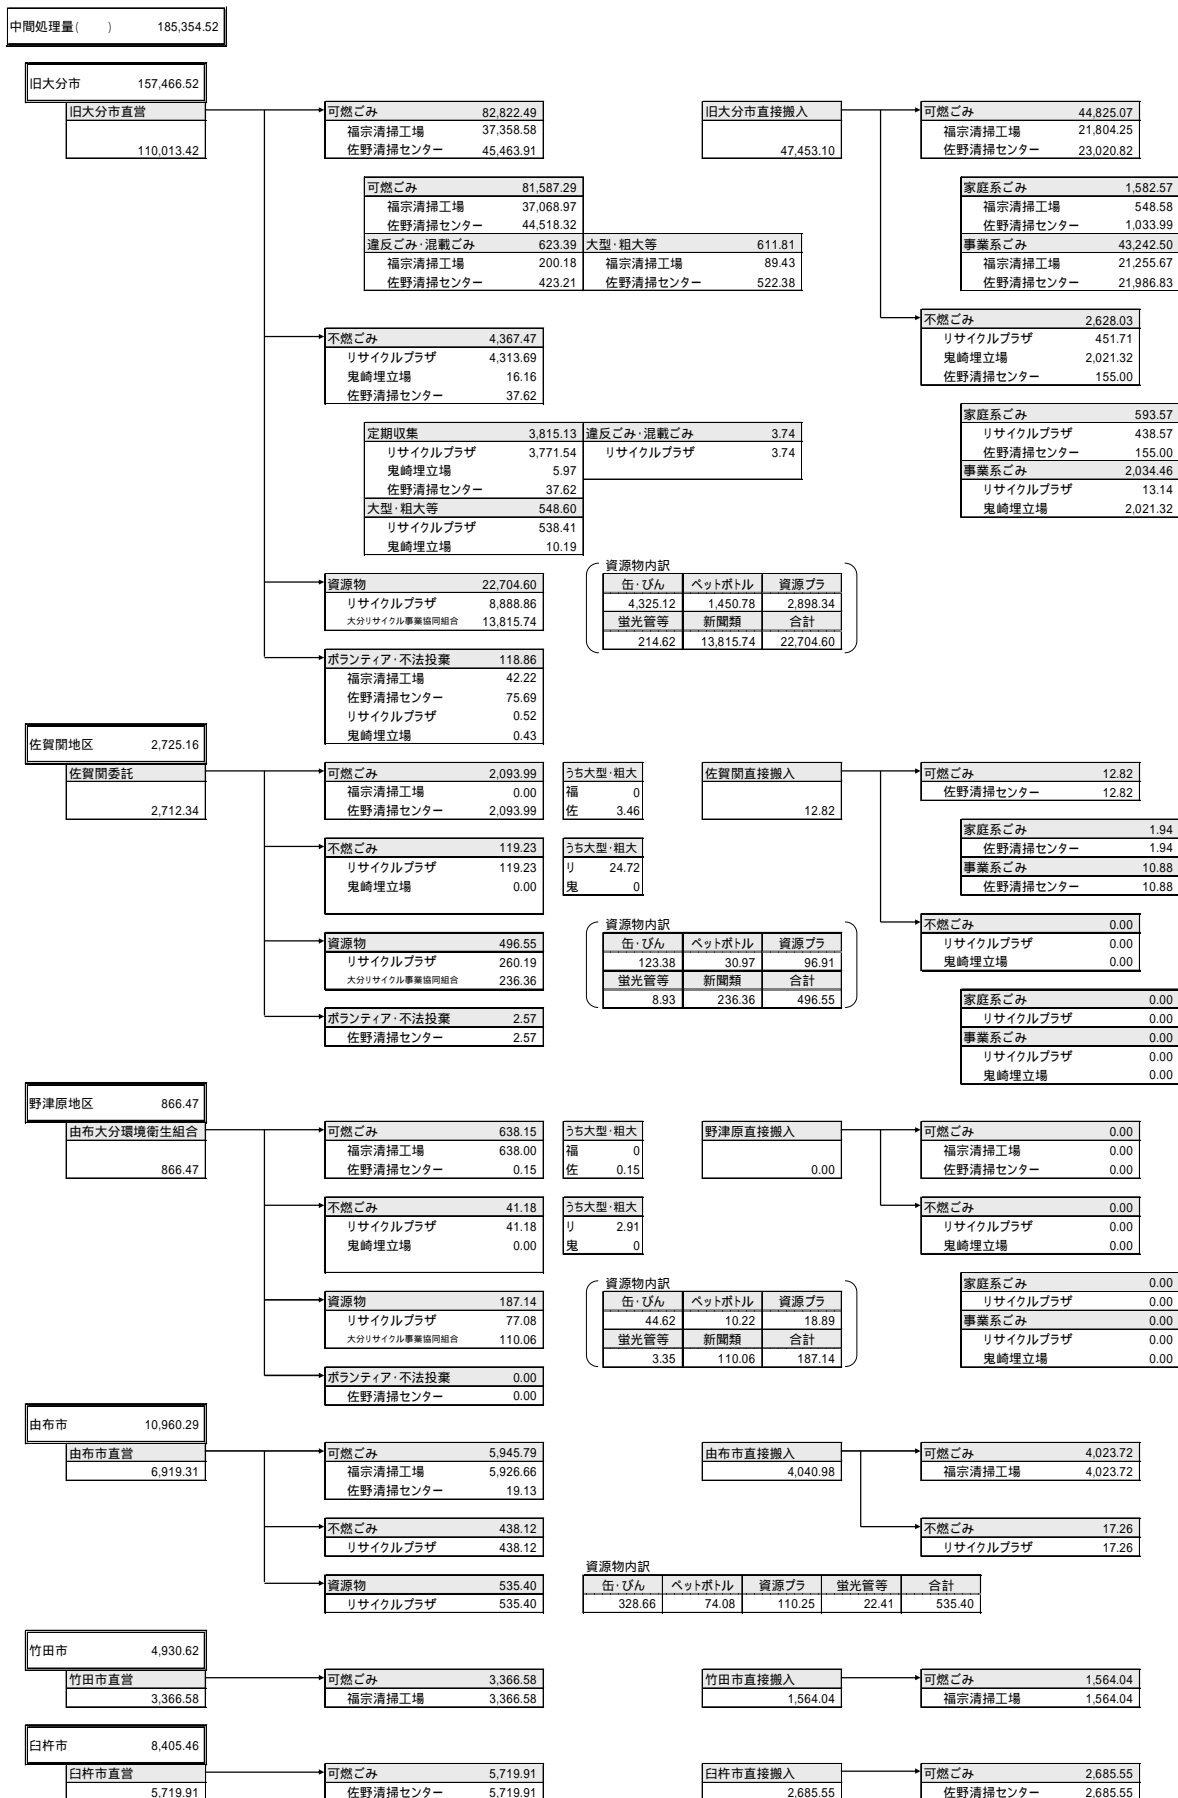 中間処理量(　　) 185,354.52
旧大分市 157,466.52
旧大分市直営
110,013.42
可燃ごみ 82,822.49
福宗清掃工場 37,358.58
佐野清掃センター 45,463.91
可燃ごみ 81,587.29
福宗清掃工場 37,068.97
佐野清掃センター 44,518.32
違反ごみ・混載ごみ 623.39 大型・粗大等 611.81
福宗清掃工場 200.18 福宗清掃工場 89.43
佐野清掃センター 423.21 佐野清掃センター 522.38
不燃ごみ 4,367.47
リサイクルプラザ 4,313.69
鬼崎埋立場 16.16
佐野清掃センター 37.62
定期収集 3,815.13 違反ごみ・混載ごみ 3.74
リサイクルプラザ 3,771.54 リサイクルプラザ 3.74
鬼崎埋立場 5.97
佐野清掃センター 37.62
大型・粗大等 548.60
リサイクルプラザ 538.41
鬼崎埋立場 10.19
資源物 22,704.60
リサイクルプラザ 8,888.86
大分リサイクル事業協同組合 13,815.74
資源物内訳
缶・びん ペットボトル 資源プラ
4,325.12 1,450.78 2,898.34
蛍光管等 新聞類 合計
214.62 13,815.74 22,704.60
ボランティア・不法投棄 118.86
福宗清掃工場 42.22
佐野清掃センター 75.69
リサイクルプラザ 0.52
鬼崎埋立場 0.43
旧大分市直接搬入
47,453.10
可燃ごみ 44,825.07
福宗清掃工場 21,804.25
佐野清掃センター 23,020.82
家庭系ごみ 1,582.57
福宗清掃工場 548.58
佐野清掃センター 1,033.99
事業系ごみ 43,242.50
福宗清掃工場 21,255.67
佐野清掃センター 21,986.83
不燃ごみ 2,628.03
リサイクルプラザ 451.71
鬼崎埋立場 2,021.32
佐野清掃センター 155.00
家庭系ごみ 593.57
リサイクルプラザ 438.57
佐野清掃センター 155.00
事業系ごみ 2,034.46
リサイクルプラザ 13.14
鬼崎埋立場 2,021.32
佐賀関地区 2,725.16
佐賀関委託
2,712.34
可燃ごみ 2,093.99
福宗清掃工場 0.00
佐野清掃センター 2,093.99
うち大型・粗大
福 0
佐 3.46
不燃ごみ 119.23
リサイクルプラザ 119.23
鬼崎埋立場 0.00
うち大型・粗大
リ 24.72
鬼 0
資源物 496.55
リサイクルプラザ 260.19
大分リサイクル事業協同組合 236.36
資源物内訳
缶・びん ペットボトル 資源プラ
123.38 30.97 96.91
蛍光管等 新聞類 合計
8.93 236.36 496.55
ボランティア・不法投棄 2.57
佐野清掃センター 2.57
佐賀関直接搬入
12.82
可燃ごみ 12.82
佐野清掃センター 12.82
家庭系ごみ 1.94
佐野清掃センター 1.94
事業系ごみ 10.88
佐野清掃センター 10.88
不燃ごみ 0.00
リサイクルプラザ 0.00
鬼崎埋立場 0.00
家庭系ごみ 0.00
リサイクルプラザ 0.00
事業系ごみ 0.00
リサイクルプラザ 0.00
鬼崎埋立場 0.00
野津原地区 866.47
由布大分環境衛生組合
866.47
可燃ごみ 638.15
福宗清掃工場 638.00
佐野清掃センター 0.15
うち大型・粗大
福 0
佐 0.15
不燃ごみ 41.18
リサイクルプラザ 41.18
鬼崎埋立場 0.00
うち大型・粗大
リ 2.91
鬼 0
資源物 187.14
リサイクルプラザ 77.08
大分リサイクル事業協同組合 110.06
資源物内訳
缶・びん ペットボトル 資源プラ
44.62 10.22 18.89
蛍光管等 新聞類 合計
3.35 110.06 187.14
ボランティア・不法投棄 0.00
佐野清掃センター 0.00
野津原直接搬入
0.00
可燃ごみ 0.00
福宗清掃工場 0.00
佐野清掃センター 0.00
不燃ごみ 0.00
リサイクルプラザ 0.00
鬼崎埋立場 0.00
家庭系ごみ 0.00
リサイクルプラザ 0.00
事業系ごみ 0.00
リサイクルプラザ 0.00
鬼崎埋立場 0.00
由布市 10,960.29
由布市直営
6,919.31
可燃ごみ 5,945.79
福宗清掃工場 5,926.66
佐野清掃センター 19.13
不燃ごみ 438.12
リサイクルプラザ 438.12
資源物 535.40
リサイクルプラザ 535.40
資源物内訳
缶・びん ペットボトル 資源プラ 蛍光管等 合計
328.66 74.08 110.25 22.41 535.40
由布市直接搬入
4,040.98
可燃ごみ 4,023.72
福宗清掃工場 4,023.72
不燃ごみ 17.26
リサイクルプラザ 17.26
竹田市 4,930.62
竹田市直営
3,366.58
可燃ごみ 3,366.58
福宗清掃工場 3,366.58
竹田市直接搬入
1,564.04
可燃ごみ 1,564.04
福宗清掃工場 1,564.04
臼杵市 8,405.46
臼杵市直営
5,719.91
可燃ごみ 5,719.91
佐野清掃センター 5,719.91
臼杵市直接搬入
2,685.55
可燃ごみ 2,685.55
佐野清掃センター 2,685.55